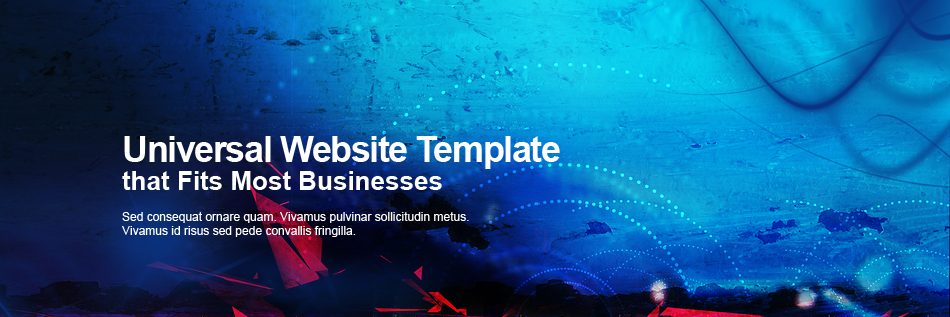 Universal Website Template
that Fits Most Businesses
Sed consequat ornare quam. Vivamus pulvinar sollicitudin metus.
Vivamus id risus sed pede convallis fringilla.